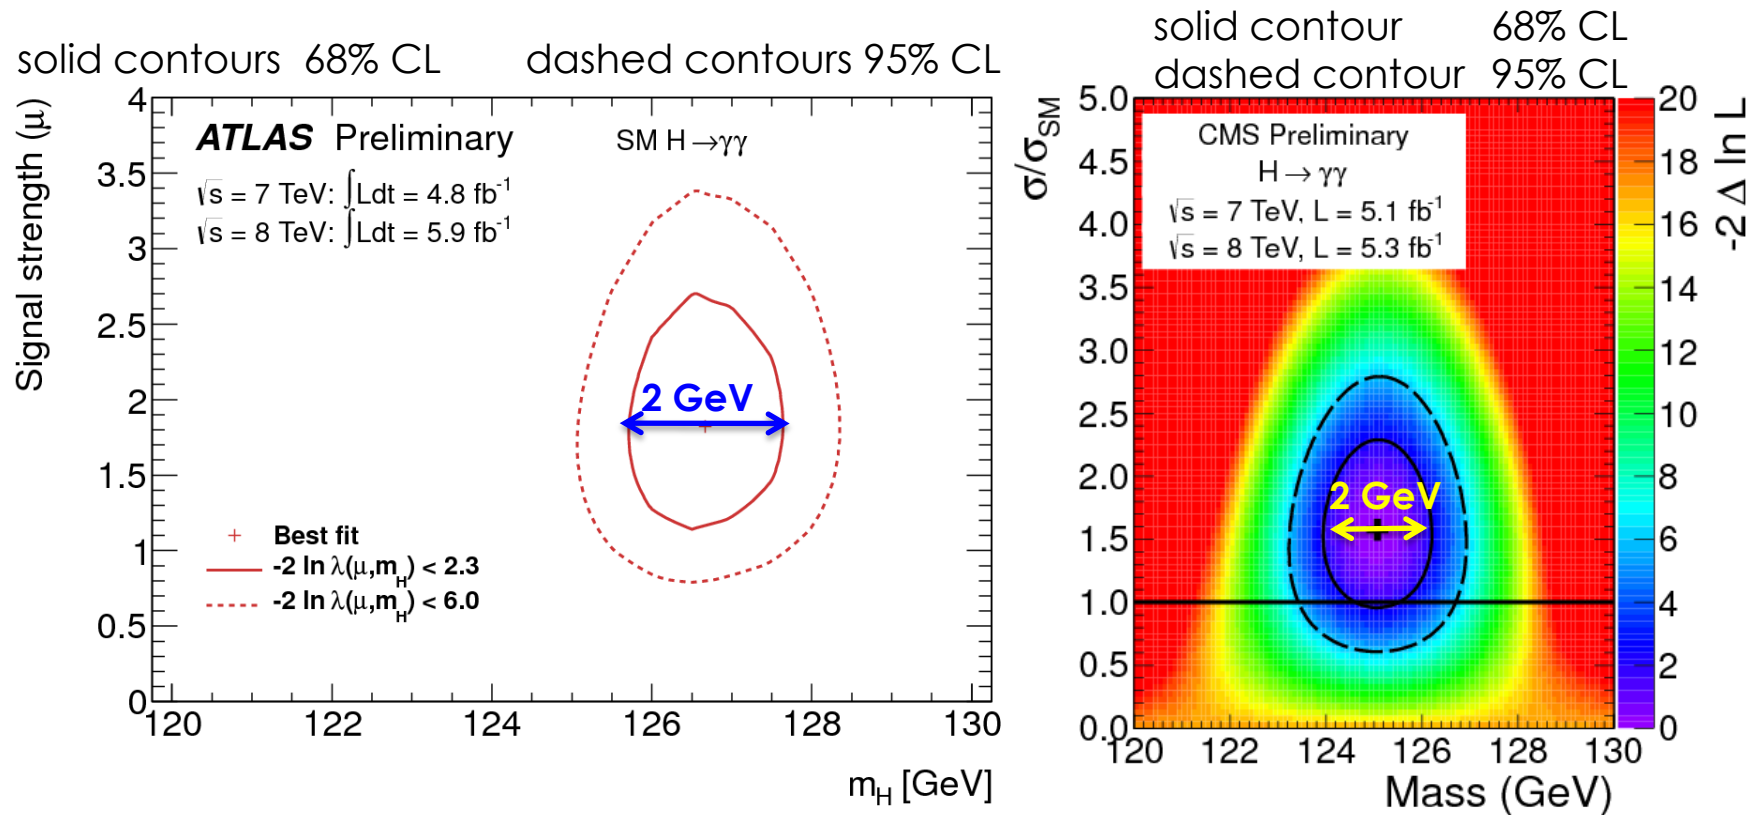 solid contours 68% CL
dashed contours 95% CL
Signal strength (μ)
4
3.5
3
2.5
2
1.5
1
0.5
0
ATLAS Preliminary
SM H→γγ
√s = 7 TeV: ∫Ldt = 4.8 fb⁻¹
√s = 8 TeV: ∫Ldt = 5.9 fb⁻¹
2 GeV
Best fit
-2 ln λ(μ,m_H) < 2.3
-2 ln λ(μ,m_H) < 6.0
120 122 124 126 128 130
m_H [GeV]
solid contour 68% CL
dashed contour 95% CL
σ/σ_SM
5.0
4.5
4.0
3.5
3.0
2.5
2.0
1.5
1.0
0.5
0.0
CMS Preliminary
H → γγ
√s = 7 TeV, L = 5.1 fb⁻¹
√s = 8 TeV, L = 5.3 fb⁻¹
2 GeV
120 122 124 126 128 130
Mass (GeV)
20
18
16
14
12
10
8
6
4
2
0
-2 Δ ln L